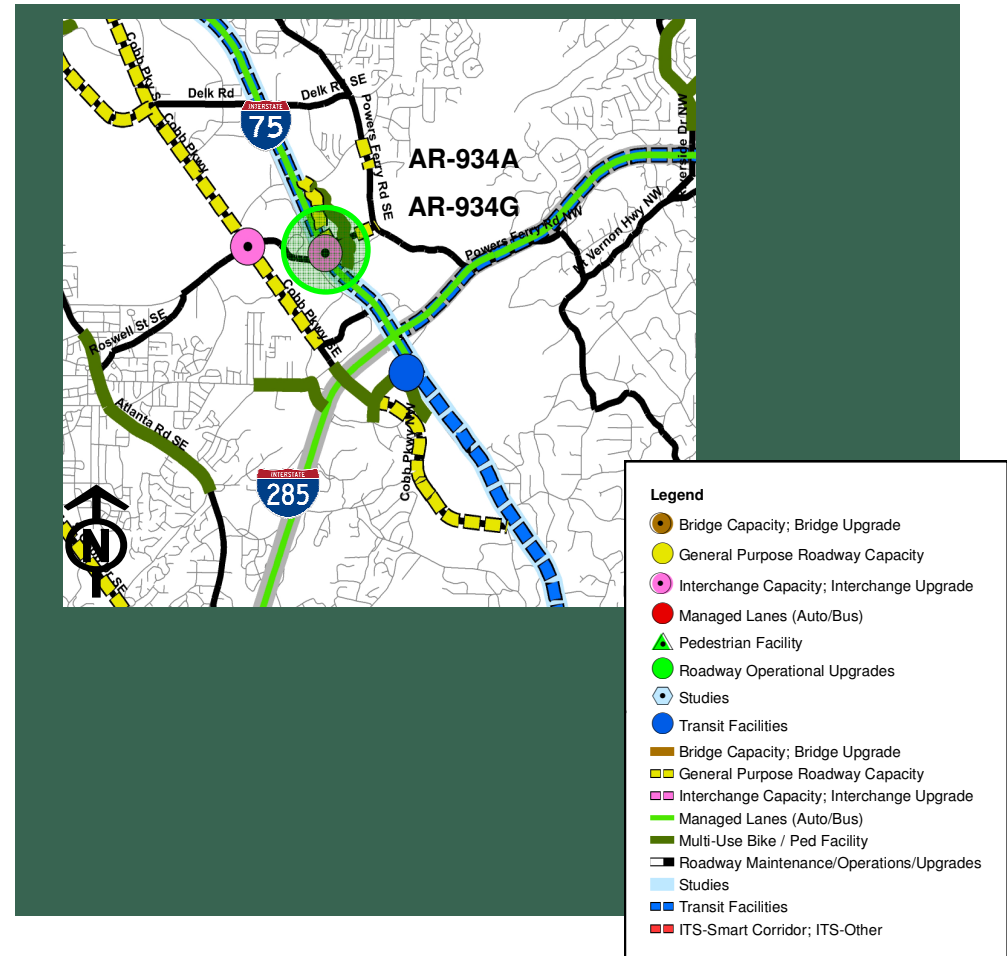 Cobb Pky S
Delk Rd
Delk Rd SE
INTERSTATE
75
Cobb Pkwy
Powers Ferry Rd SE
AR-934A
AR-934G
Riverside Dr NW
Powers Ferry Rd NW
Mt Vernon Hwy NW
Cobb Pkwy SE
Roswell St SE
Atlanta Rd SE
Cobb Pkwy NW
INTERSTATE
285
N
SE
Legend
Bridge Capacity; Bridge Upgrade
General Purpose Roadway Capacity
Interchange Capacity; Interchange Upgrade
Managed Lanes (Auto/Bus)
Pedestrian Facility
Roadway Operational Upgrades
Studies
Transit Facilities
Bridge Capacity; Bridge Upgrade
General Purpose Roadway Capacity
Interchange Capacity; Interchange Upgrade
Managed Lanes (Auto/Bus)
Multi-Use Bike / Ped Facility
Roadway Maintenance/Operations/Upgrades
Studies
Transit Facilities
ITS-Smart Corridor; ITS-Other